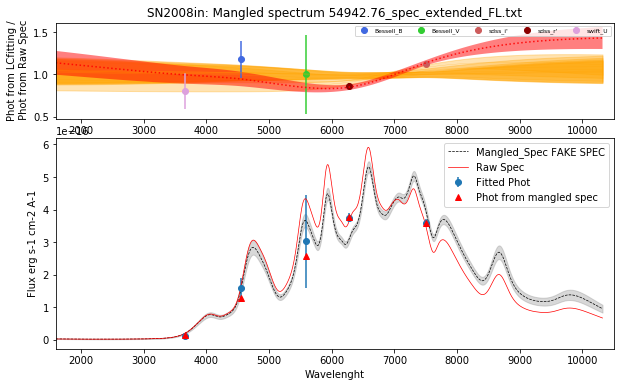 SN2008in: Mangled spectrum 54942.76_spec_extended_FL.txt
Phot from LCfitting /
Phot from Raw Spec
1.5
1.0
0.5
Bessell_B
Bessell_V
sdss_i'
sdss_r'
swift_U
2000 3000 4000 5000 6000 7000 8000 9000 10000
1e−16
Flux erg s-1 cm-2 A-1
6
5
4
3
2
1
0
Mangled_Spec FAKE SPEC
Raw Spec
Fitted Phot
Phot from mangled spec
2000 3000 4000 5000 6000 7000 8000 9000 10000
Wavelenght